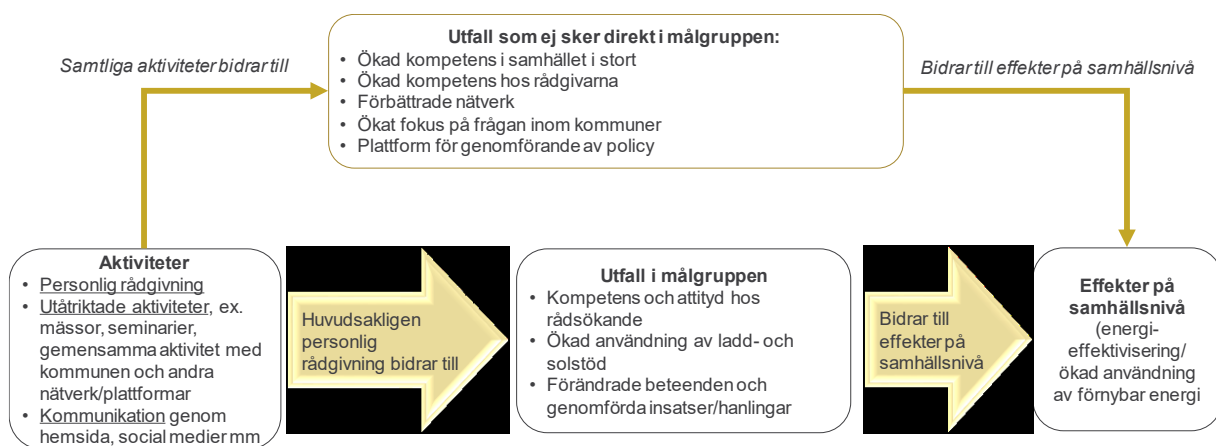 Utfall som ej sker direkt i målgruppen:
• Ökad kompetens i samhället i stort
• Ökad kompetens hos rådgivarna
• Förbättrade nätverk
• Ökat fokus på frågan inom kommuner
• Plattform för genomförande av policy
Samtliga aktiviteter bidrar till
Bidrar till effekter på samhällsnivå
Aktiviteter
• Personlig rådgivning
• Utåtriktade aktiviteter, ex.
mässor, seminarier,
gemensamma aktivitet med
kommunen och andra
nätverk/plattformar
• Kommunikation genom
hemsida, social medier mm
Huvudsakligen
personlig
rådgivning bidrar till
Utfall i målgruppen
• Kompetens och attityd hos
rådsökande
• Ökad användning av ladd- och
solstöd
• Förändrade beteenden och
genomförda insatser/hanlingar
Bidrar till
effekter på
samhällsnivå
Effekter på
samhällsnivå
(energi-
effektivisering/
ökad användning
av förnybar energi